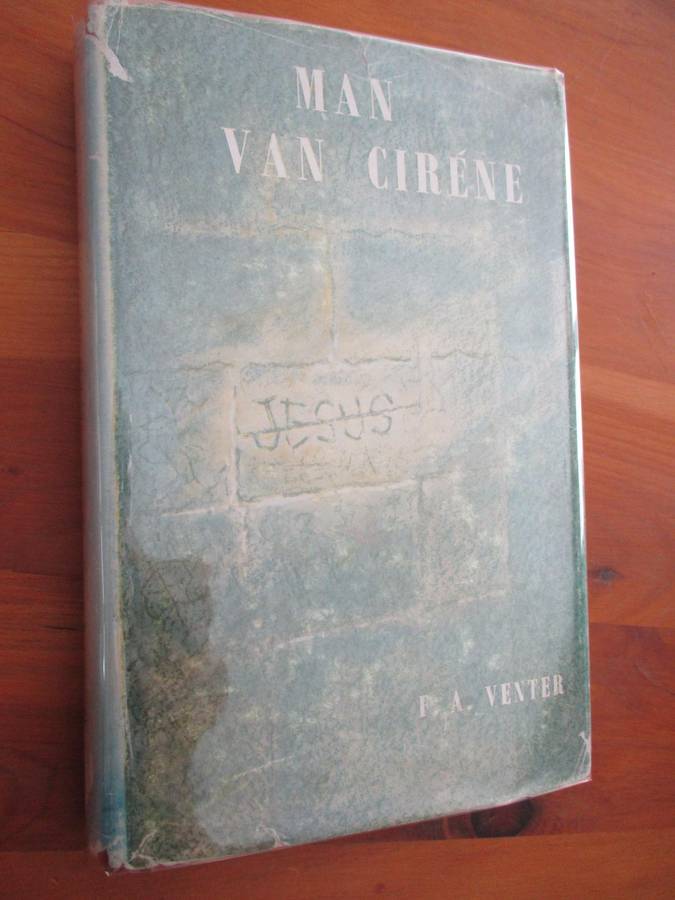 MAN
VAN CIRÉNE
JESUS
F. A. VENTER